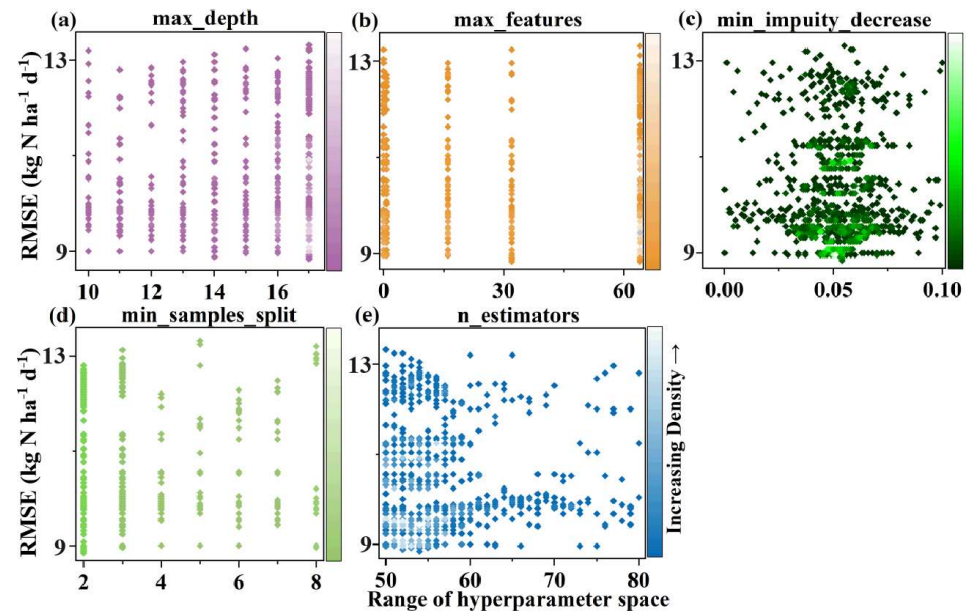 (a) max_depth
(b) max_features
(c) min_impuity_decrease
RMSE (kg N ha⁻¹ d⁻¹)
13
9
10 12 14 16
13
9
0 30 60
0.00 0.05 0.10
(d) min_samples_split
(e) n_estimators
RMSE (kg N ha⁻¹ d⁻¹)
13
9
2 4 6 8
13
9
50 60 70 80
Increasing Density →
Range of hyperparameter space